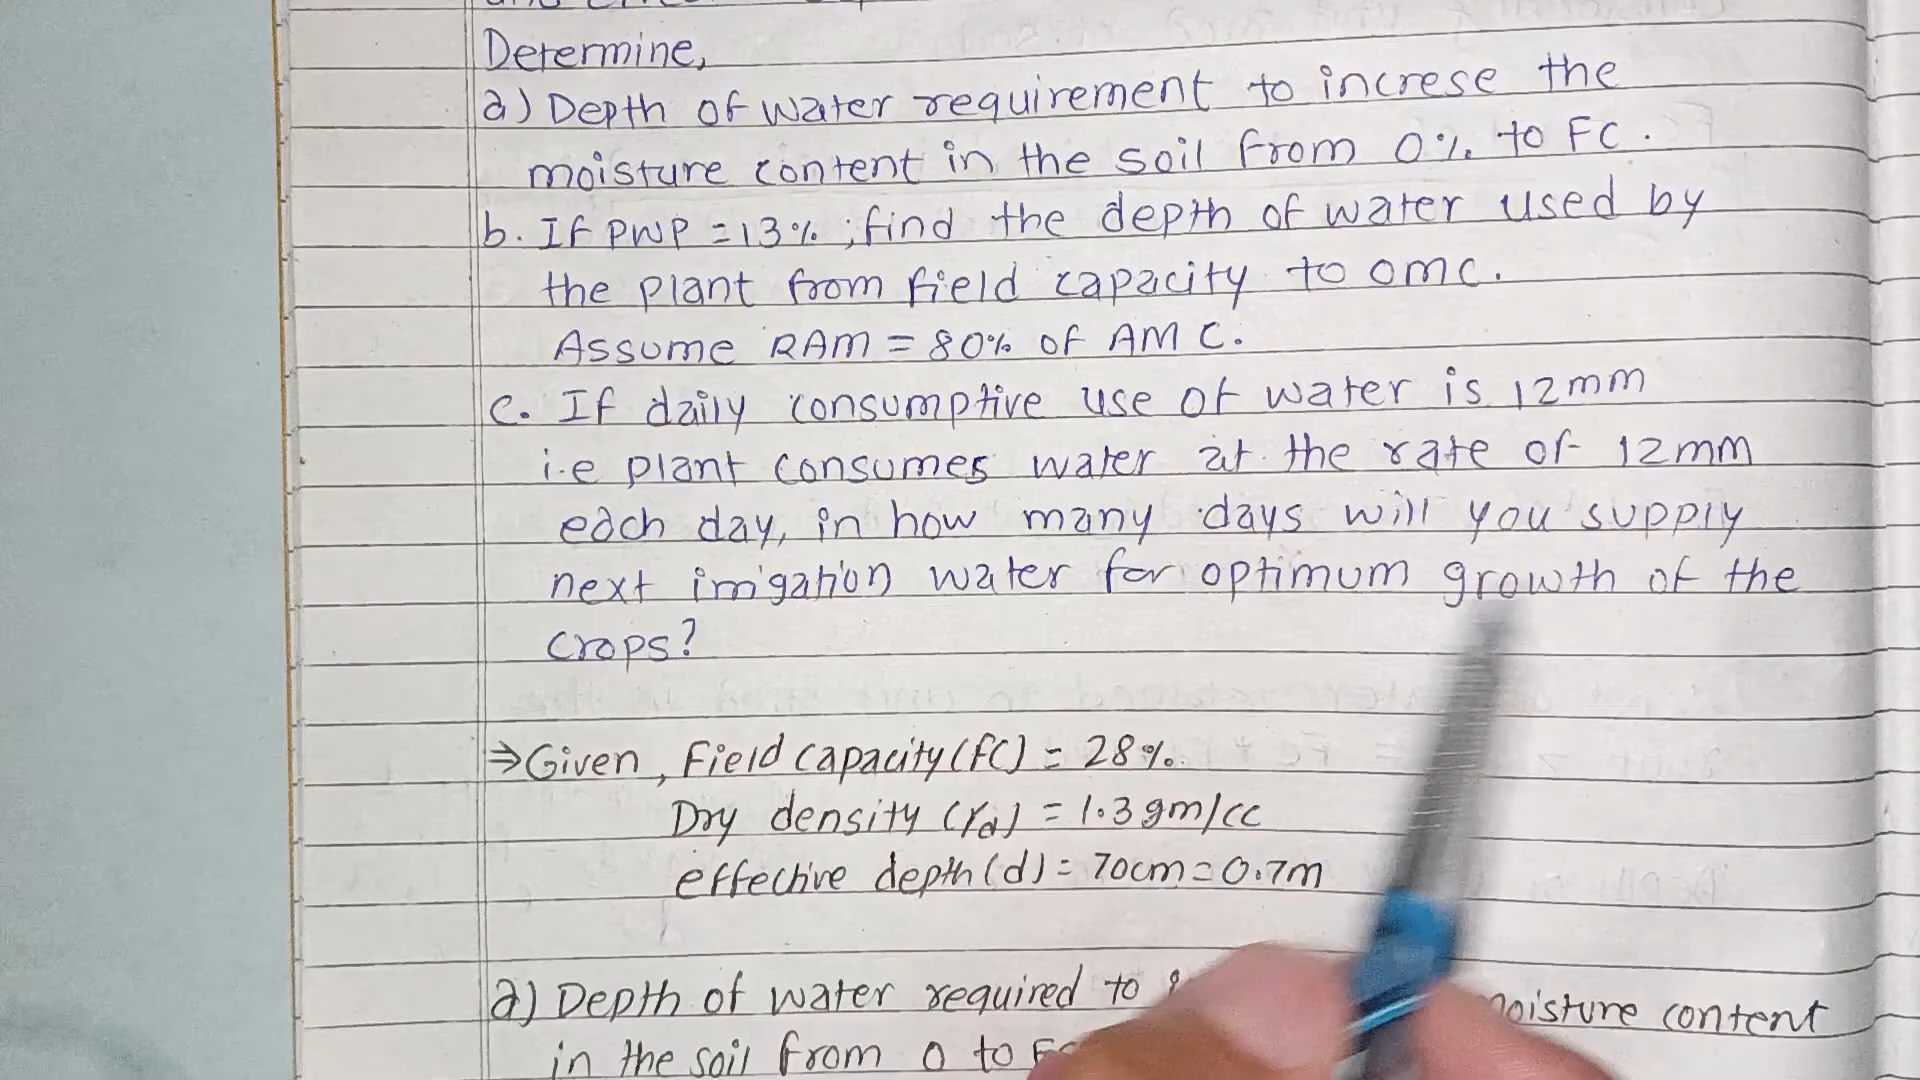 Determine,
a) Depth of water requirement to increse the
moisture content in the soil from 0% to FC.
b. If PWP = 13% ; find the depth of water used by
the plant from field capacity to omc.
Assume RAM = 80% of AMC.
c. If daily consumptive use of water is 12mm
i.e plant consumes water at the rate of 12mm
each day, in how many days will you supply
next irrigation water for optimum growth of the
crops?
⇒ Given, Field capacity (FC) = 28%.
Dry density (γd) = 1.3 gm/cc
effective depth (d) = 70cm = 0.7m
a) Depth of water required to moisture content
in the soil from 0 to